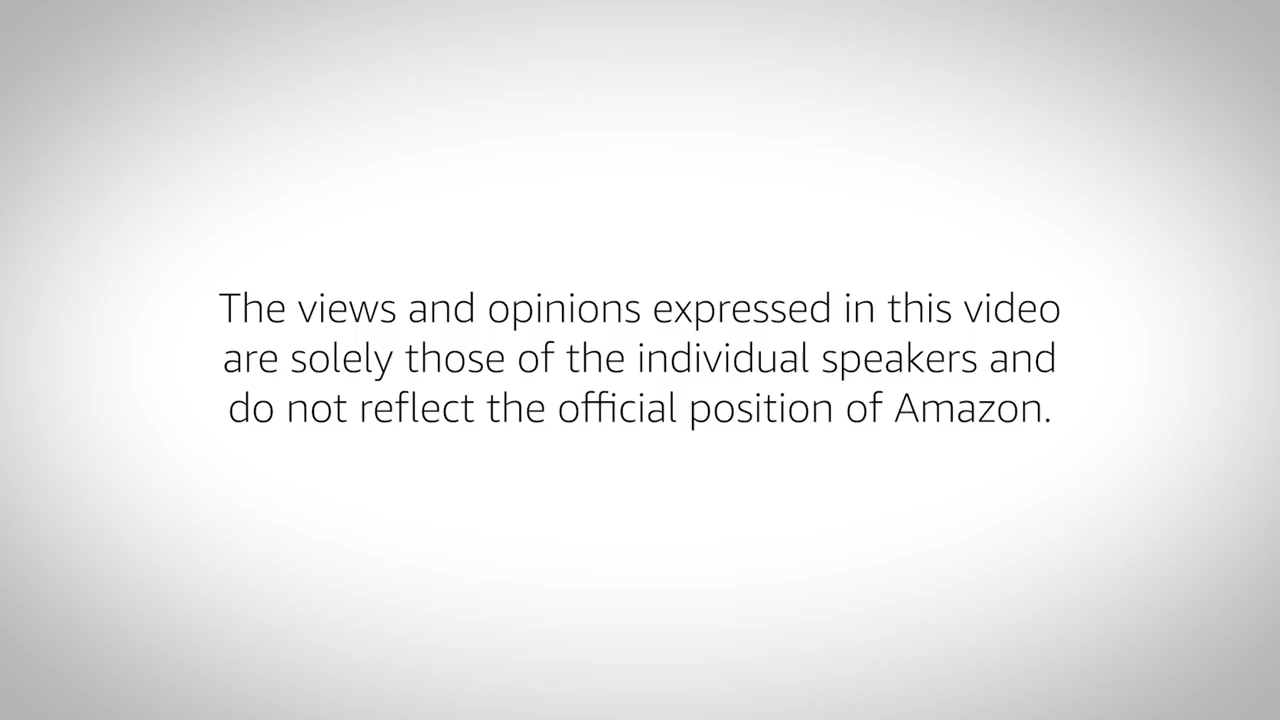 The views and opinions expressed in this video
are solely those of the individual speakers and
do not reflect the official position of Amazon.